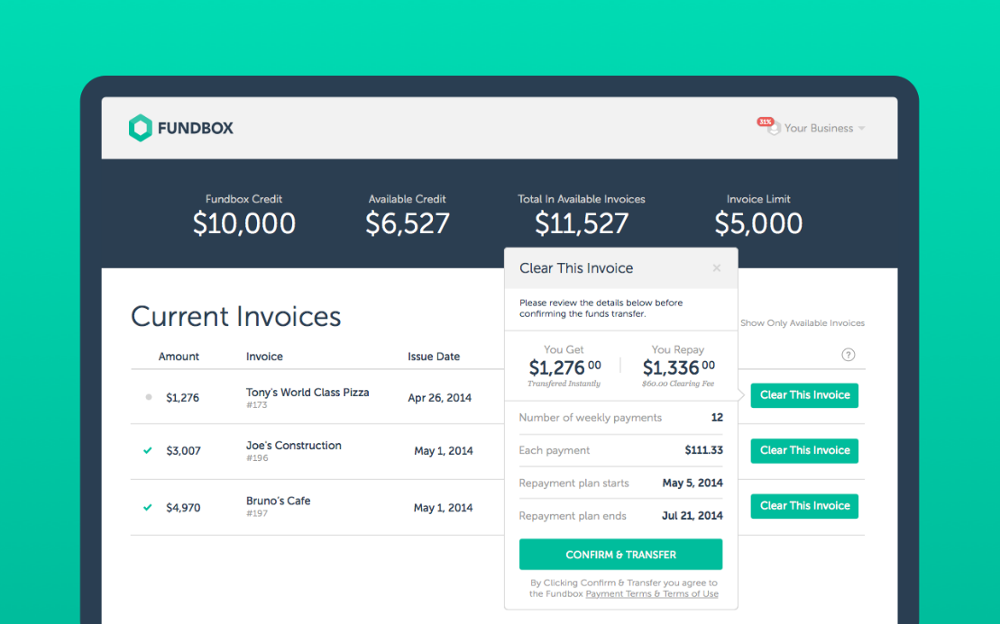 FUNDBOX
31%
Your Business
Fundbox Credit
$10,000
Available Credit
$6,527
Total In Available Invoices
$11,527
Invoice Limit
$5,000
Current Invoices
Show Only Available Invoices
Amount Invoice Issue Date ?
$1,276 Tony's World Class Pizza Apr 26, 2014 Clear This Invoice
#173
$3,007 Joe's Construction May 1, 2014 Clear This Invoice
#196
$4,970 Bruno's Cafe May 1, 2014 Clear This Invoice
#197
Clear This Invoice ×
Please review the details below before
confirming the funds transfer.
You Get You Repay
$1,276 00 $1,336 00
Transfered Instantly $60.00 Clearing Fee
Number of weekly payments 12
Each payment $111.33
Repayment plan starts May 5, 2014
Repayment plan ends Jul 21, 2014
CONFIRM & TRANSFER
By Clicking Confirm & Transfer you agree to
the Fundbox Payment Terms & Terms of Use